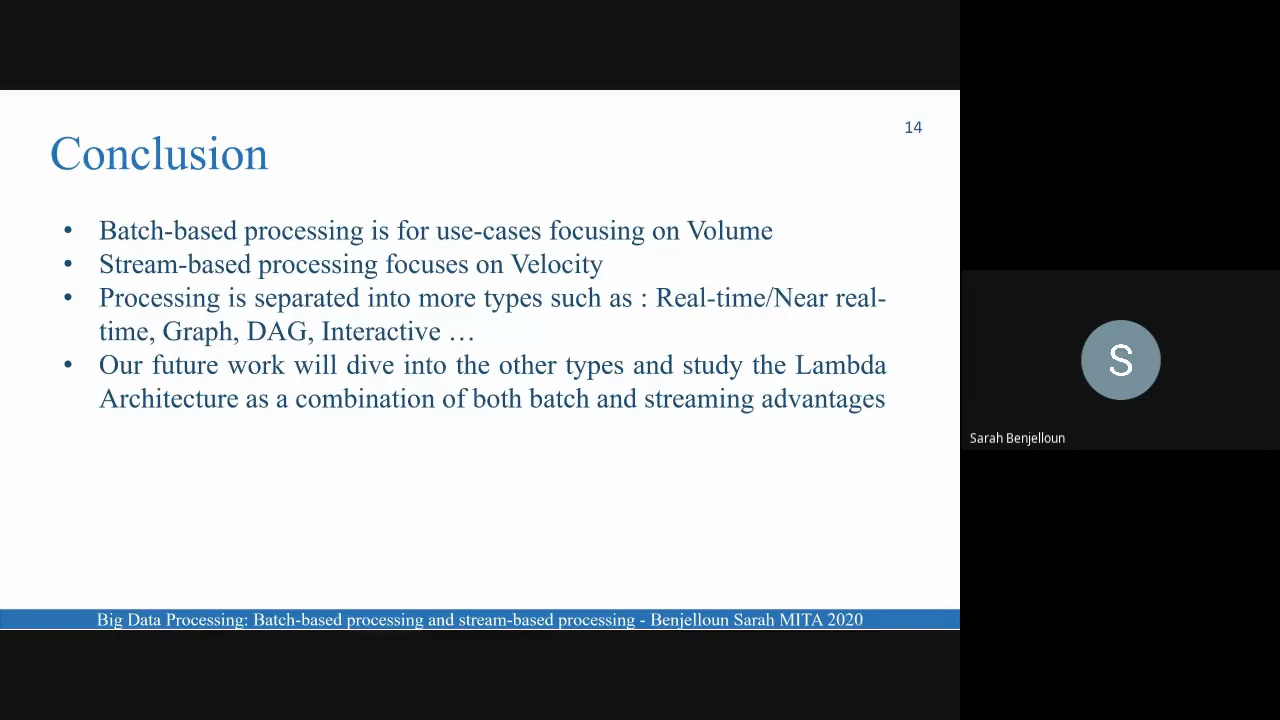 14
Conclusion
• Batch-based processing is for use-cases focusing on Volume
• Stream-based processing focuses on Velocity
• Processing is separated into more types such as : Real-time/Near real-
time, Graph, DAG, Interactive …
• Our future work will dive into the other types and study the Lambda
Architecture as a combination of both batch and streaming advantages
Big Data Processing: Batch-based processing and stream-based processing - Benjelloun Sarah MITA 2020
S
Sarah Benjelloun